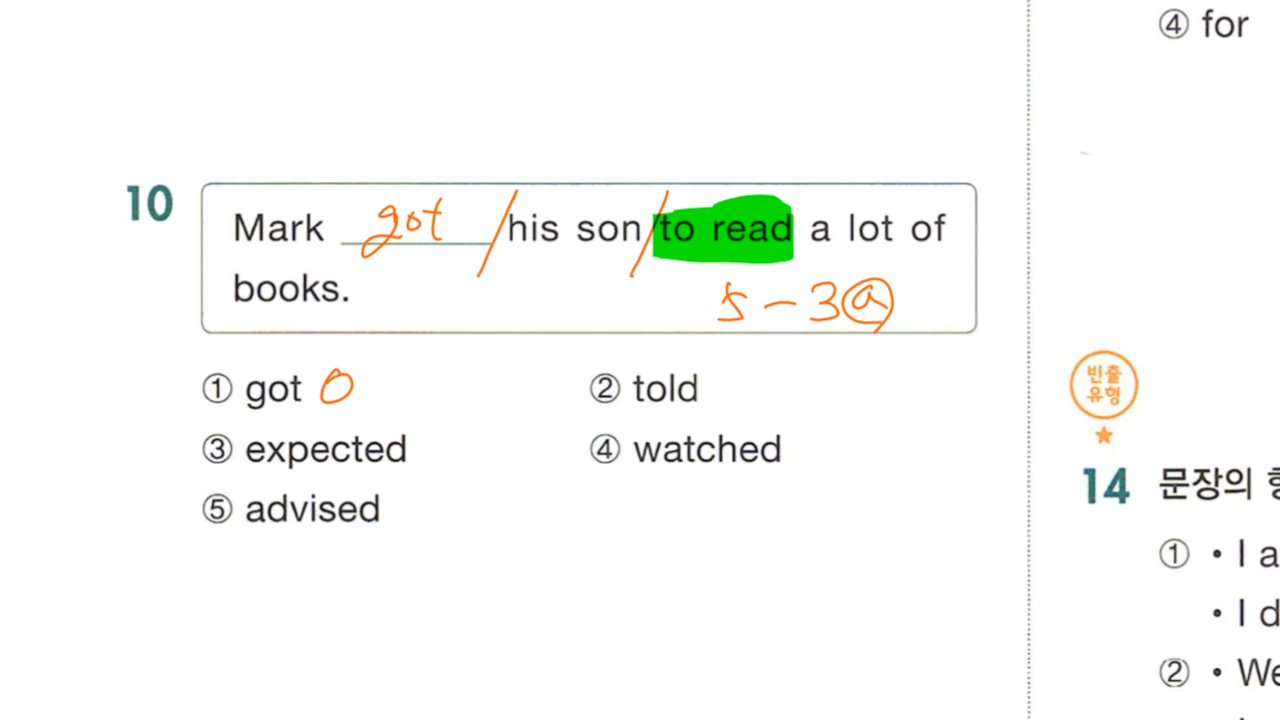 ④ for
10
Mark got / his son / to read a lot of
books.
5-3ⓐ
① got O
② told
③ expected
④ watched
⑤ advised
빈출
유형
14 문장의
① • I a
• I d
② • We